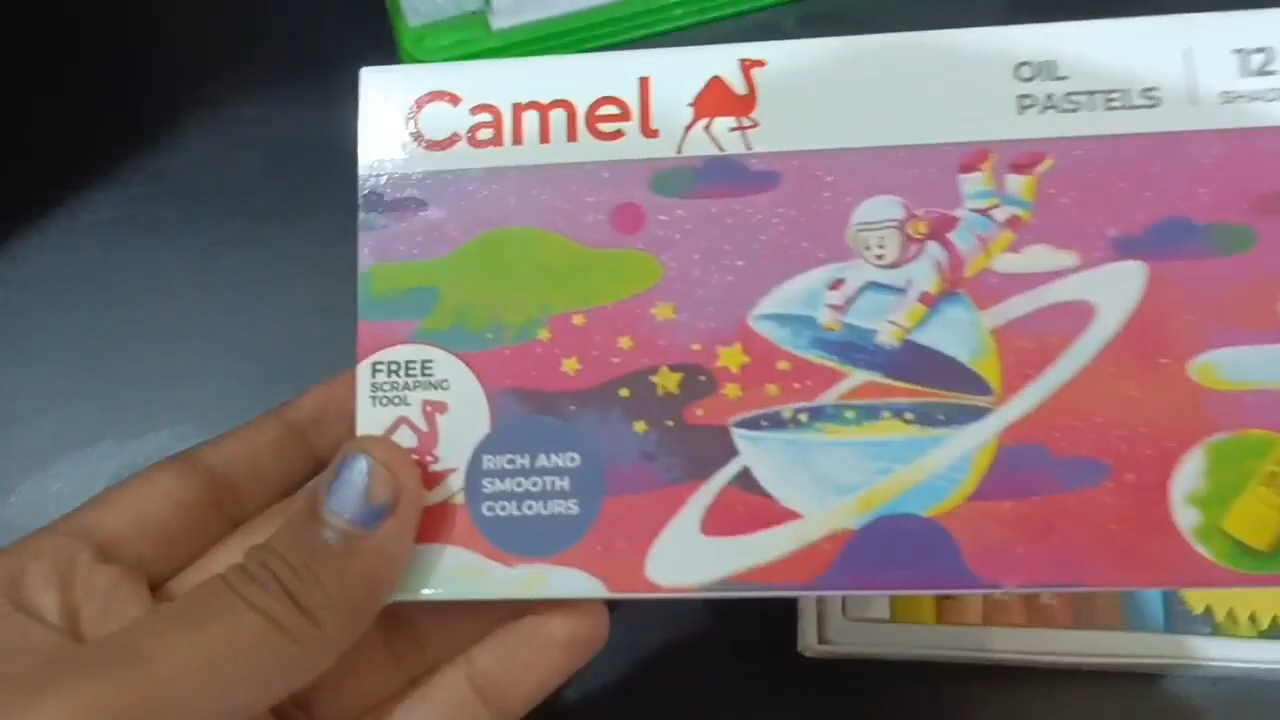 Camel
OIL
PASTELS
12
FREE
SCRAPING
TOOL
RICH AND
SMOOTH
COLOURS